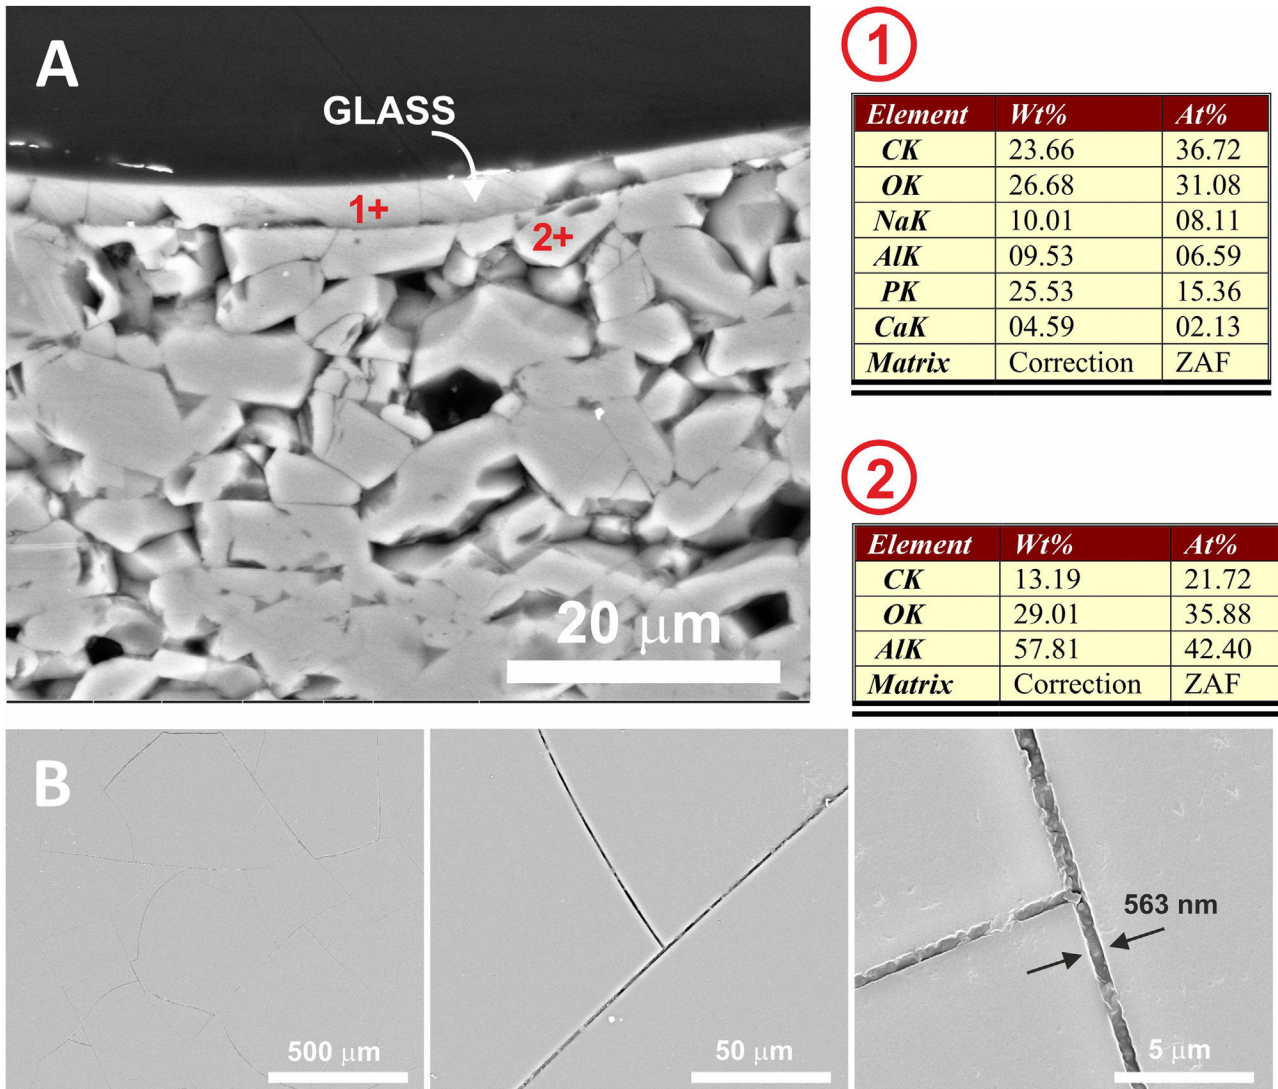 A
GLASS
1+
2+
20 μm
1
Element Wt% At%
CK 23.66 36.72
OK 26.68 31.08
NaK 10.01 08.11
AlK 09.53 06.59
PK 25.53 15.36
CaK 04.59 02.13
Matrix Correction ZAF
2
Element Wt% At%
CK 13.19 21.72
OK 29.01 35.88
AlK 57.81 42.40
Matrix Correction ZAF
B
500 μm
50 μm
563 nm
5 μm